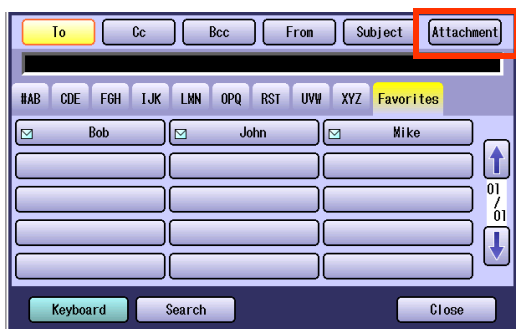 To Cc Bcc From Subject Attachment
#AB CDE FGH IJK LMN OPQ RST UVW XYZ Favorites
Bob John Mike
01
/
01
Keyboard Search Close